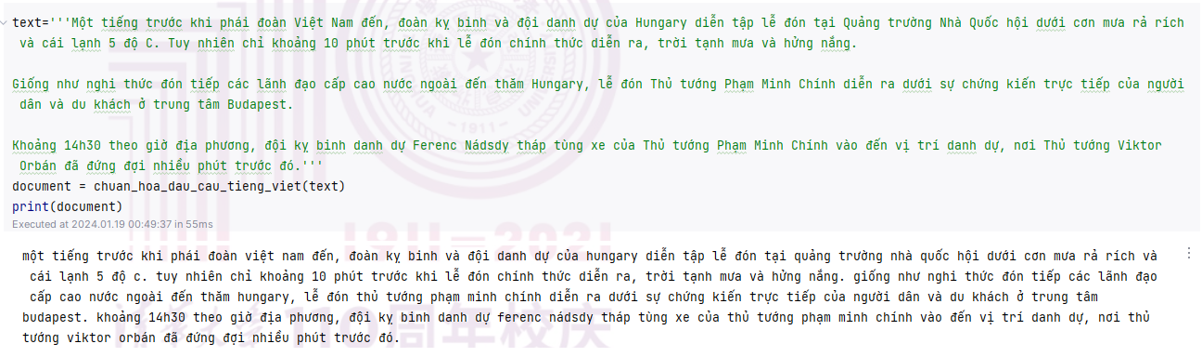 text='''Một tiếng trước khi phái đoàn Việt Nam đến, đoàn kỵ binh và đội danh dự của Hungary diễn tập lễ đón tại Quảng trường Nhà Quốc hội dưới cơn mưa rả rích
và cái lạnh 5 độ C. Tuy nhiên chỉ khoảng 10 phút trước khi lễ đón chính thức diễn ra, trời tạnh mưa và hửng nắng.
Giống như nghi thức đón tiếp các lãnh đạo cấp cao nước ngoài đến thăm Hungary, lễ đón Thủ tướng Phạm Minh Chính diễn ra dưới sự chứng kiến trực tiếp của người
dân và du khách ở trung tâm Budapest.
Khoảng 14h30 theo giờ địa phương, đội kỵ binh danh dự Ferenc Nádsdy tháp tùng xe của Thủ tướng Phạm Minh Chính vào đến vị trí danh dự, nơi Thủ tướng Viktor
Orbán đã đứng đợi nhiều phút trước đó.'''
document = chuan_hoa_dau_cau_tieng_viet(text)
print(document)
Executed at 2024.01.19 00:49:37 in 55ms
một tiếng trước khi phái đoàn việt nam đến, đoàn kỵ binh và đội danh dự của hungary diễn tập lễ đón tại quảng trường nhà quốc hội dưới cơn mưa rả rích và
cái lạnh 5 độ c. tuy nhiên chỉ khoảng 10 phút trước khi lễ đón chính thức diễn ra, trời tạnh mưa và hửng nắng. giống như nghi thức đón tiếp các lãnh đạo
cấp cao nước ngoài đến thăm hungary, lễ đón thủ tướng phạm minh chính diễn ra dưới sự chứng kiến trực tiếp của người dân và du khách ở trung tâm
budapest. khoảng 14h30 theo giờ địa phương, đội kỵ binh danh dự ferenc nádsdy tháp tùng xe của thủ tướng phạm minh chính vào đến vị trí danh dự, nơi thủ
tướng viktor orbán đã đứng đợi nhiều phút trước đó.
-1911-
1911-2021
110周年校庆